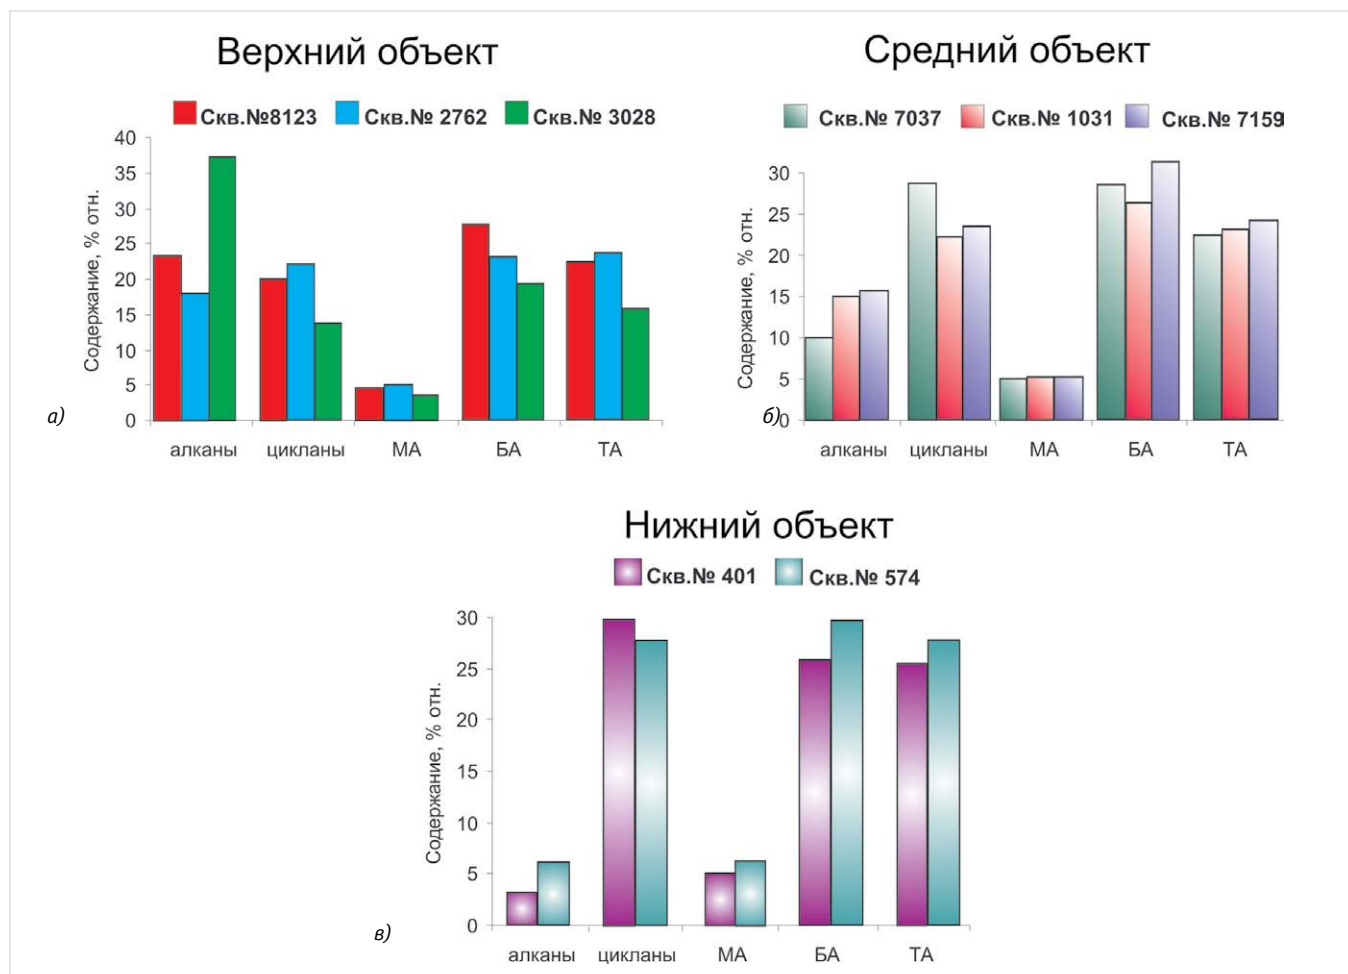 Верхний объект
Скв.№8123 Скв.№ 2762 Скв.№ 3028
Содержание, % отн.
40
35
30
25
20
15
10
5
0
а)
алканы цикланы МА БА ТА
Средний объект
Скв.№ 7037 Скв.№ 1031 Скв.№ 7159
Содержание, % отн.
30
25
20
15
10
5
0
б)
алканы цикланы МА БА ТА
Нижний объект
Скв.№ 401 Скв.№ 574
Содержание, % отн.
30
25
20
15
10
5
0
в)
алканы цикланы МА БА ТА